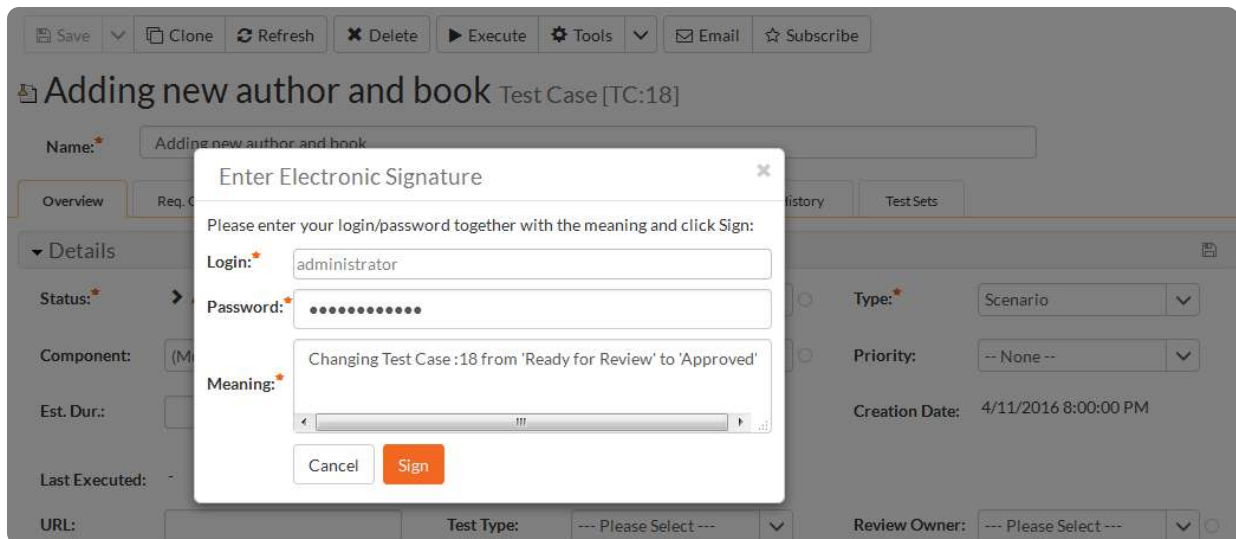 Save Clone Refresh Delete Execute Tools Email Subscribe
Adding new author and book Test Case [TC:18]
Name:* Adding new author and book
Overview Req. History Test Sets
Enter Electronic Signature
Please enter your login/password together with the meaning and click Sign:
Details
Login:* administrator
Status:* Type:* Scenario
Password:* ••••••••••••
Component: Priority: -- None --
Changing Test Case :18 from 'Ready for Review' to 'Approved'
Meaning:*
Est. Dur.: Creation Date: 4/11/2016 8:00:00 PM
Cancel Sign
Last Executed: -
URL: Test Type: --- Please Select --- Review Owner: --- Please Select ---